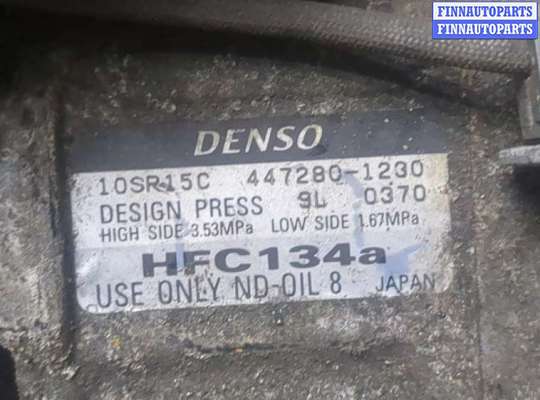 FINNAUTOPARTS
FINNAUTOPARTS
DENSO
10SR15C 447280-1230
DESIGN PRESS 9L 0370
HIGH SIDE 3.53MPa LOW SIDE 1.67MPa
HFC134a
USE ONLY ND-OIL 8 JAPAN